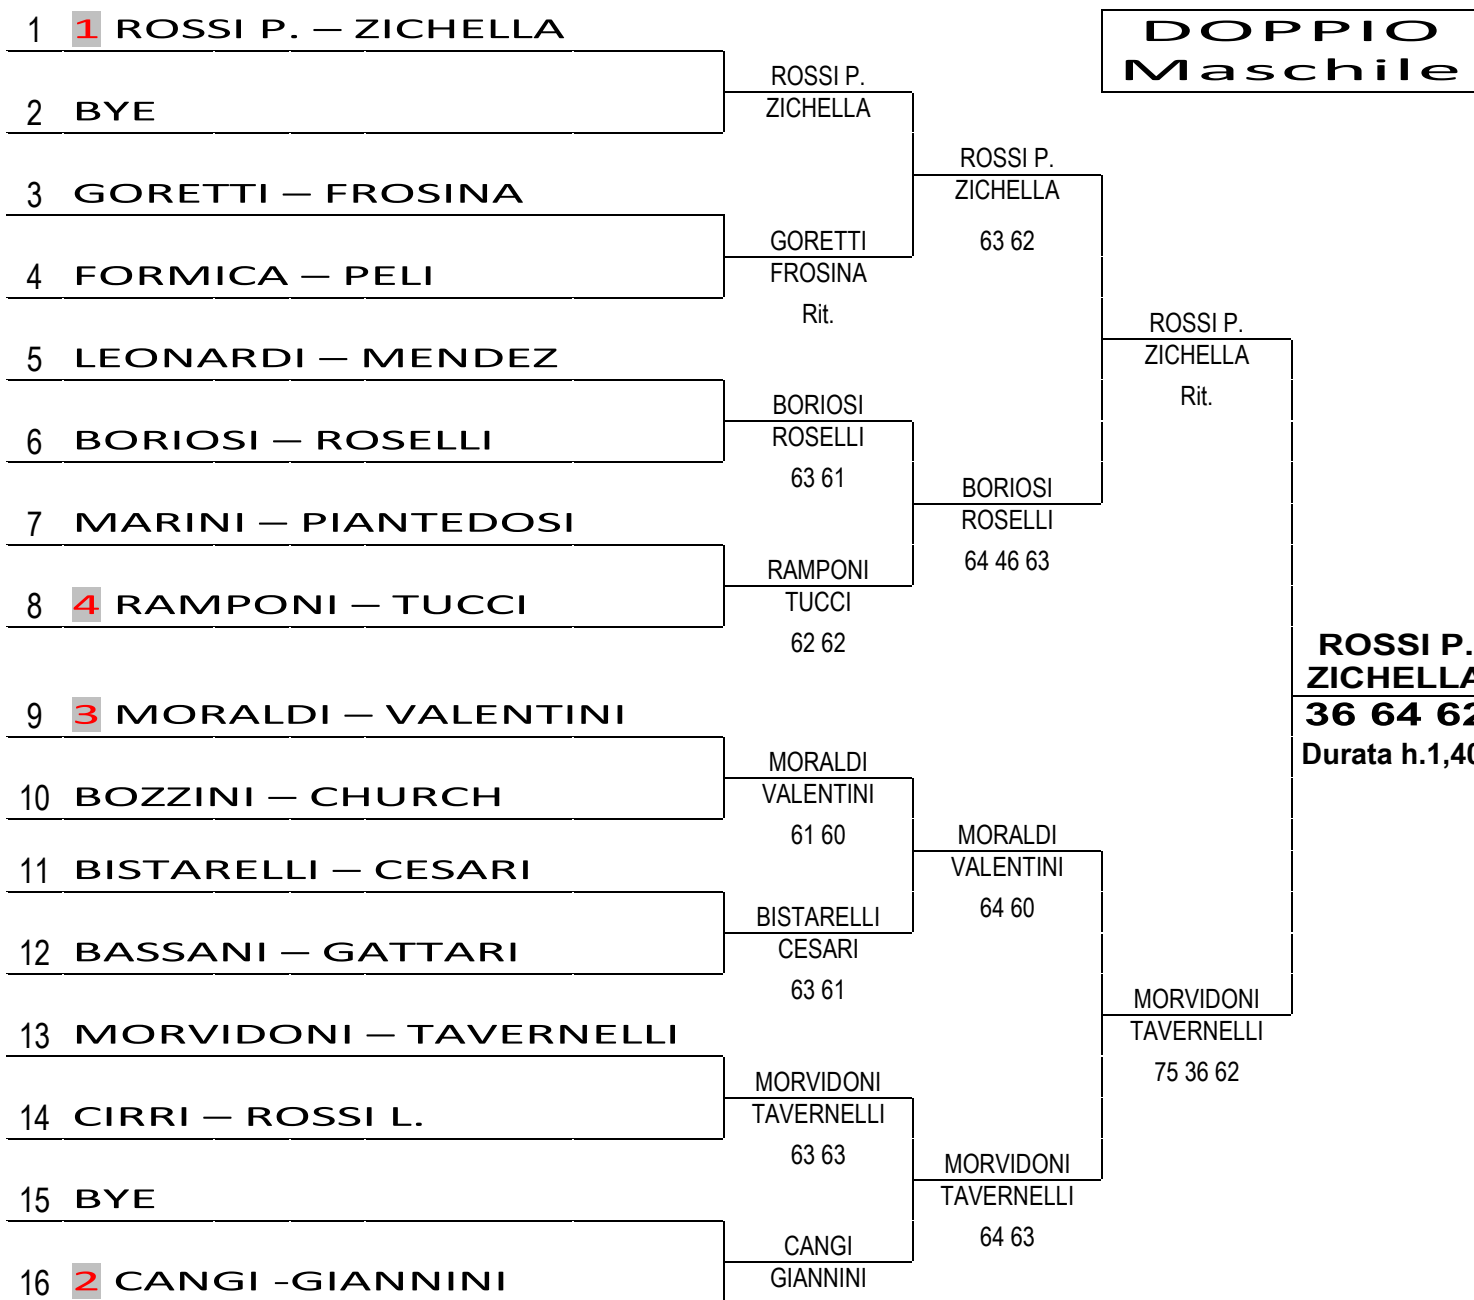 DOPPIO
Maschile
1 1 ROSSI P. – ZICHELLA
2 BYE
3 GORETTI – FROSINA
4 FORMICA – PELI
5 LEONARDI – MENDEZ
6 BORIOSI – ROSELLI
7 MARINI – PIANTEDOSI
8 4 RAMPONI – TUCCI
9 3 MORALDI – VALENTINI
10 BOZZINI – CHURCH
11 BISTARELLI – CESARI
12 BASSANI – GATTARI
13 MORVIDONI – TAVERNELLI
14 CIRRI – ROSSI L.
15 BYE
16 2 CANGI -GIANNINI
ROSSI P.
ZICHELLA
GORETTI
FROSINA
Rit.
BORIOSI
ROSELLI
63 61
RAMPONI
TUCCI
62 62
MORALDI
VALENTINI
61 60
BISTARELLI
CESARI
63 61
MORVIDONI
TAVERNELLI
63 63
CANGI
GIANNINI
ROSSI P.
ZICHELLA
63 62
BORIOSI
ROSELLI
64 46 63
MORALDI
VALENTINI
64 60
MORVIDONI
TAVERNELLI
64 63
ROSSI P.
ZICHELLA
Rit.
MORVIDONI
TAVERNELLI
75 36 62
ROSSI P.
ZICHELLA
36 64 62
Durata h.1,40